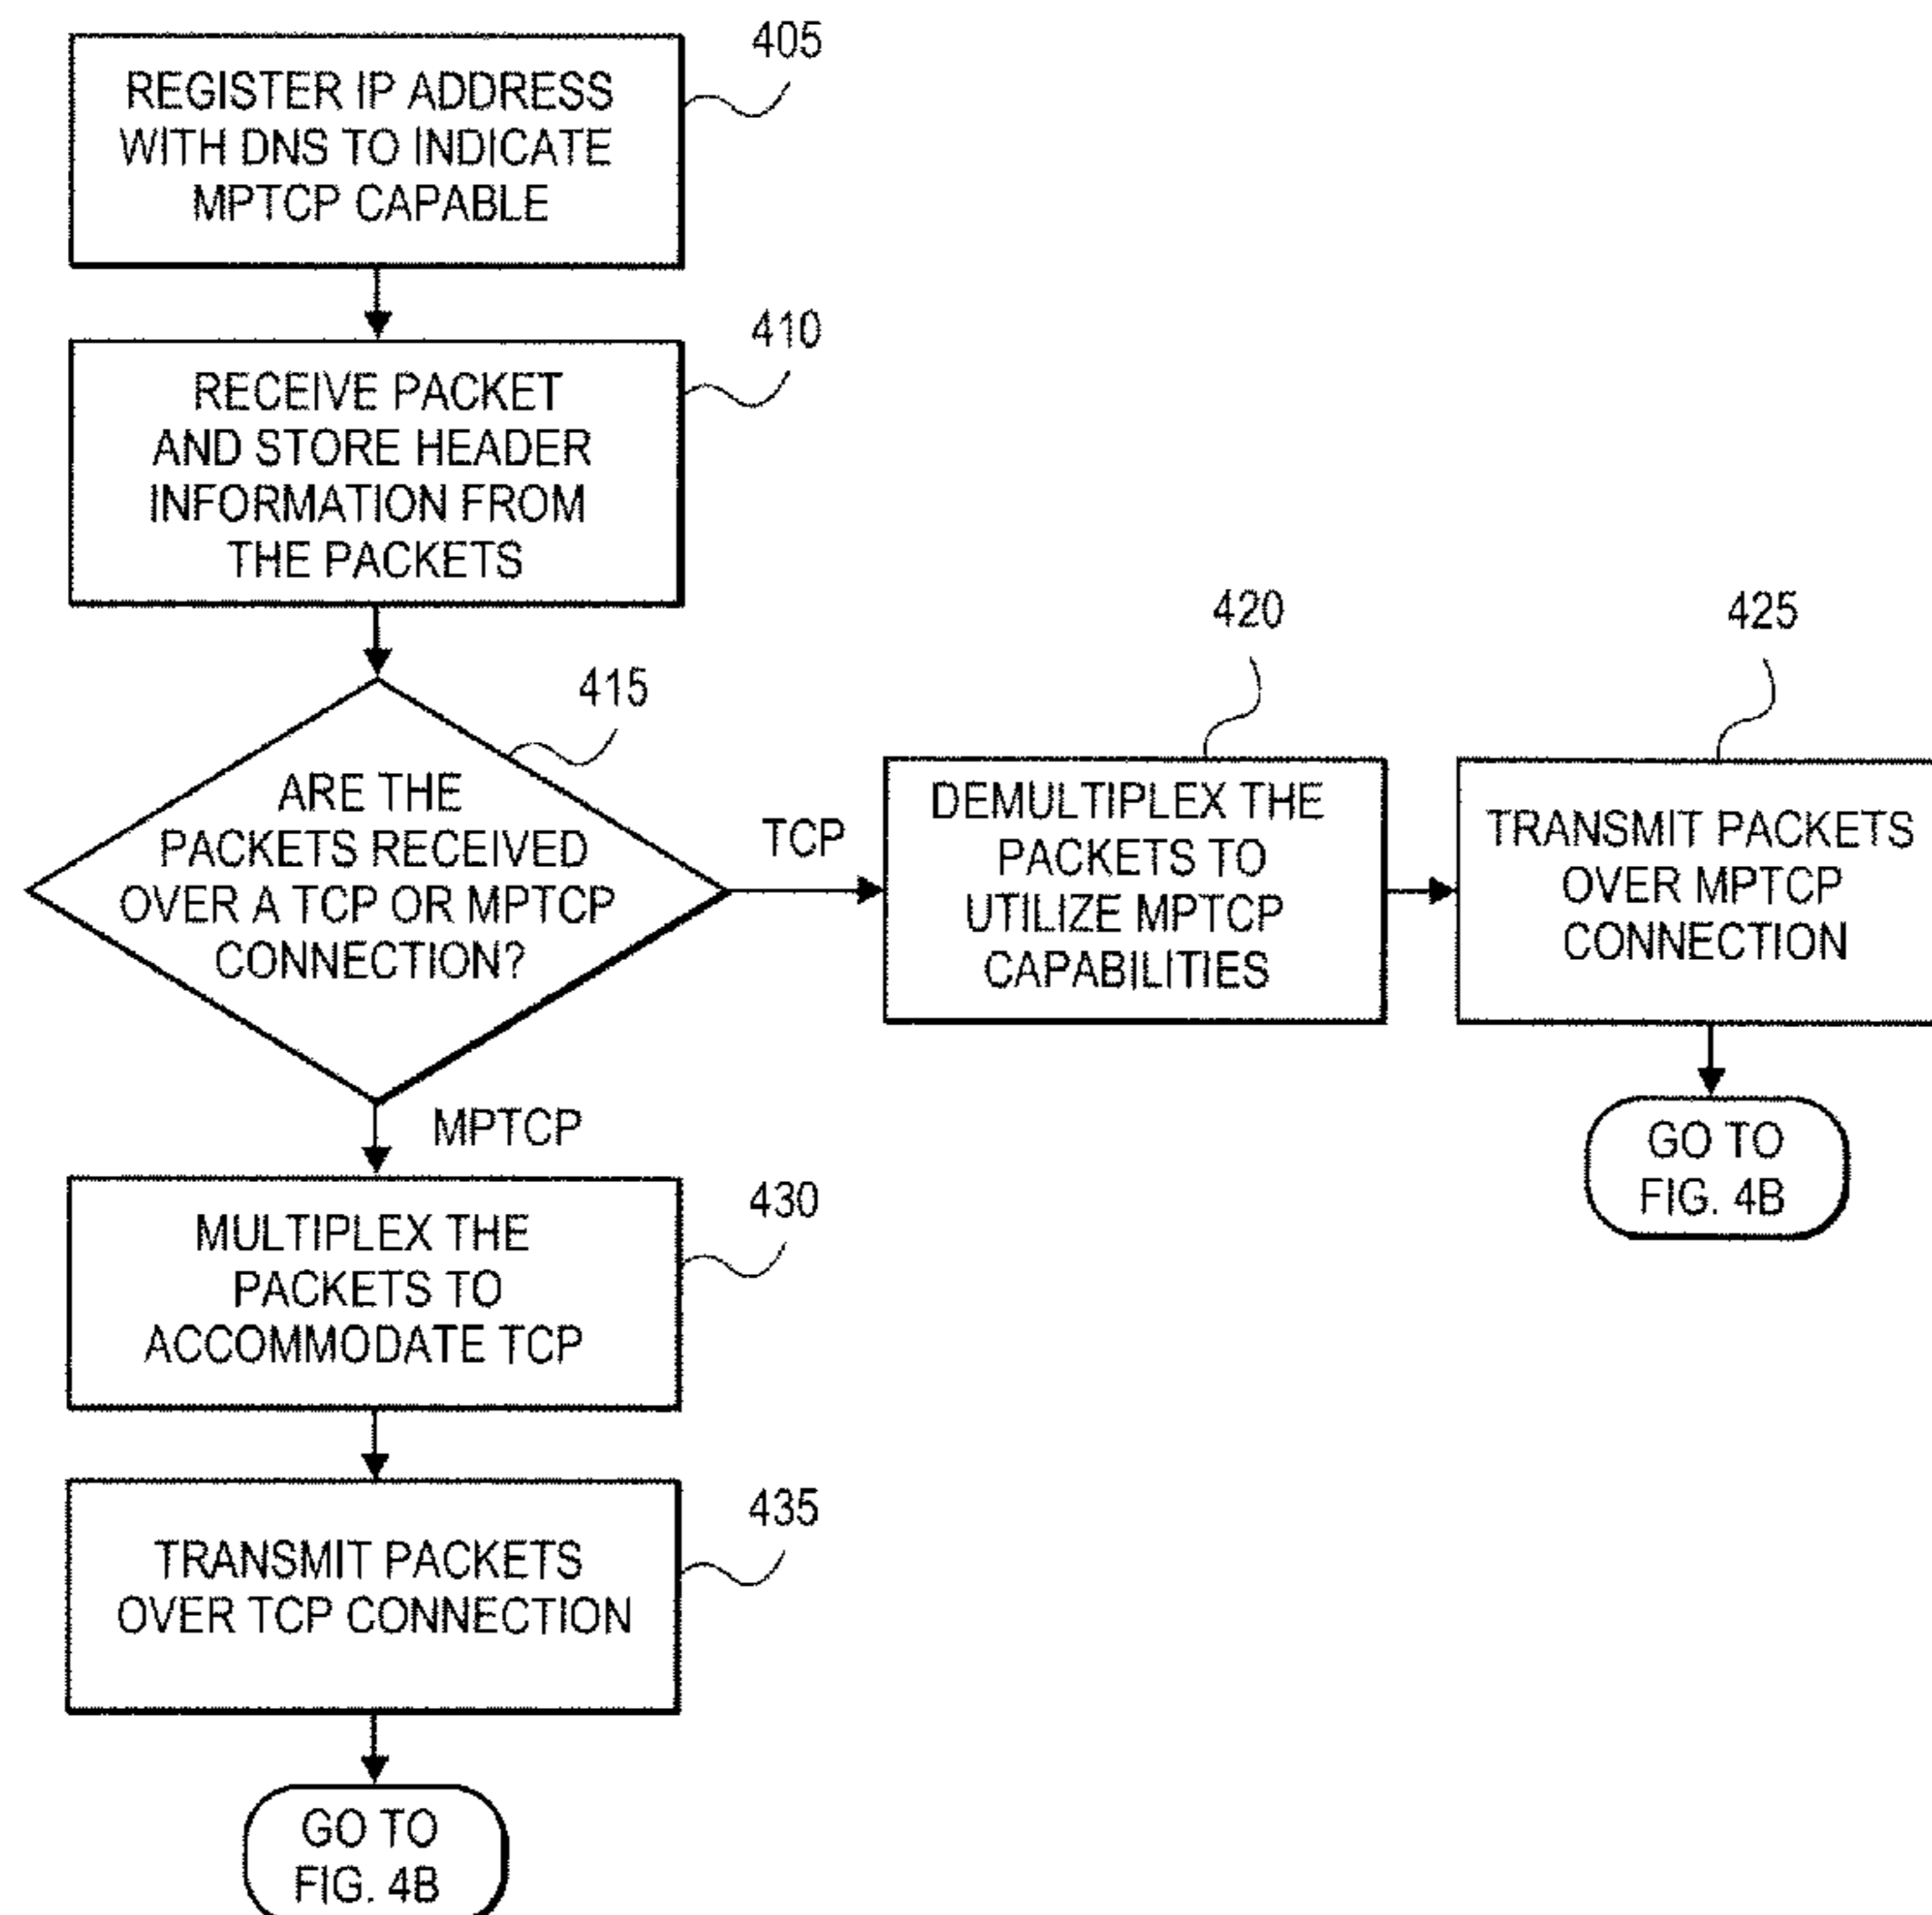 405
REGISTER IP ADDRESS
WITH DNS TO INDICATE
MPTCP CAPABLE
410
RECEIVE PACKET
AND STORE HEADER
INFORMATION FROM
THE PACKETS
415
ARE THE
PACKETS RECEIVED
OVER A TCP OR MPTCP
CONNECTION?
TCP
420
DEMULTIPLEX THE
PACKETS TO
UTILIZE MPTCP
CAPABILITIES
425
TRANSMIT PACKETS
OVER MPTCP
CONNECTION
GO TO
FIG. 4B
MPTCP
430
MULTIPLEX THE
PACKETS TO
ACCOMMODATE TCP
435
TRANSMIT PACKETS
OVER TCP CONNECTION
GO TO
FIG. 4B